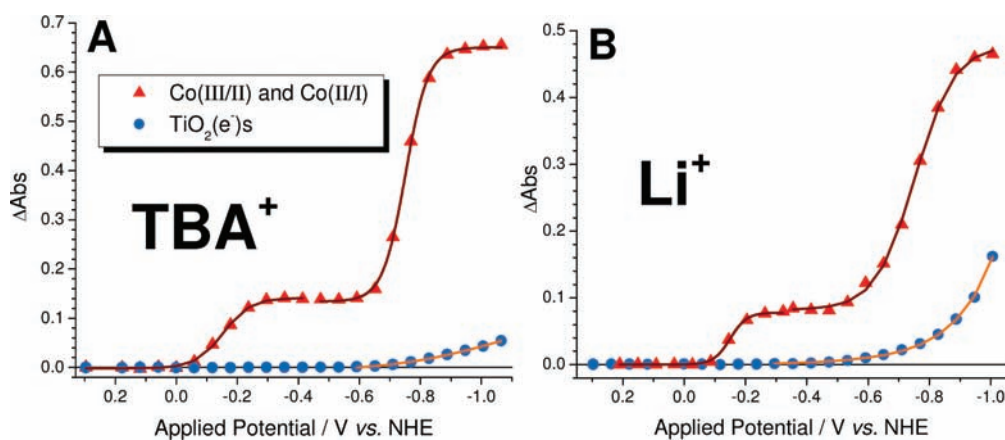 A
0.7
0.6
0.5
0.4
0.3
0.2
0.1
0.0
ΔAbs
Co(III/II) and Co(II/I)
TiO₂(e⁻)s
TBA⁺
0.2 0.0 -0.2 -0.4 -0.6 -0.8 -1.0
Applied Potential / V vs. NHE
B
0.5
0.4
0.3
0.2
0.1
0.0
ΔAbs
Li⁺
0.2 0.0 -0.2 -0.4 -0.6 -0.8 -1.0
Applied Potential / V vs. NHE